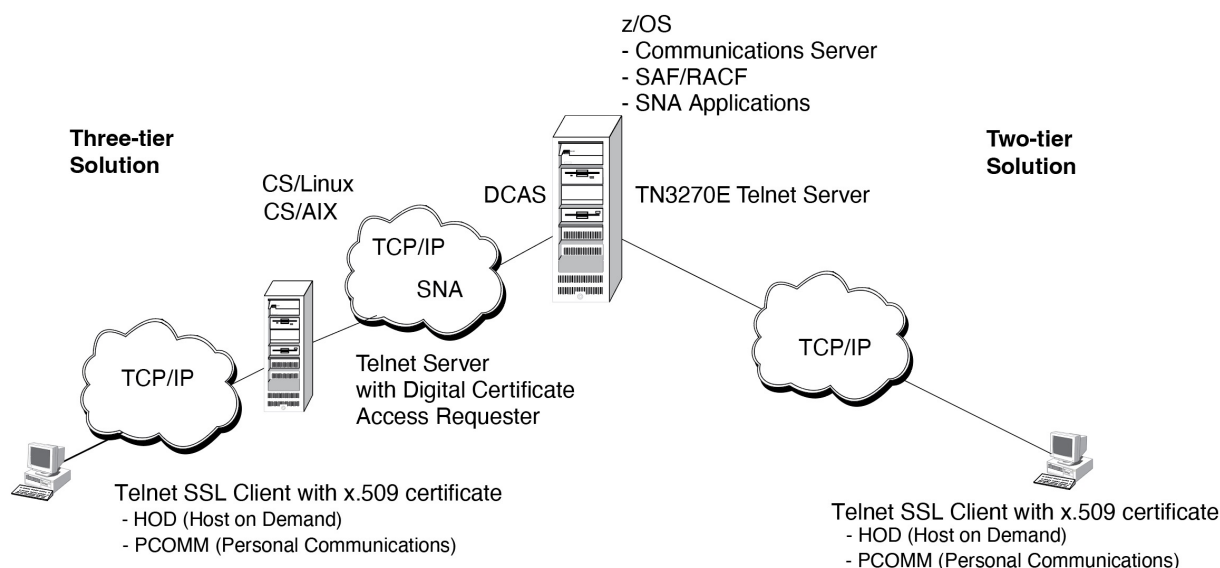 z/OS
- Communications Server
- SAF/RACF
- SNA Applications
Three-tier
Solution
Two-tier
Solution
CS/Linux
CS/AIX
DCAS
TN3270E Telnet Server
TCP/IP
SNA
TCP/IP
TCP/IP
Telnet Server
with Digital Certificate
Access Requester
Telnet SSL Client with x.509 certificate
- HOD (Host on Demand)
- PCOMM (Personal Communications)
Telnet SSL Client with x.509 certificate
- HOD (Host on Demand)
- PCOMM (Personal Communications)